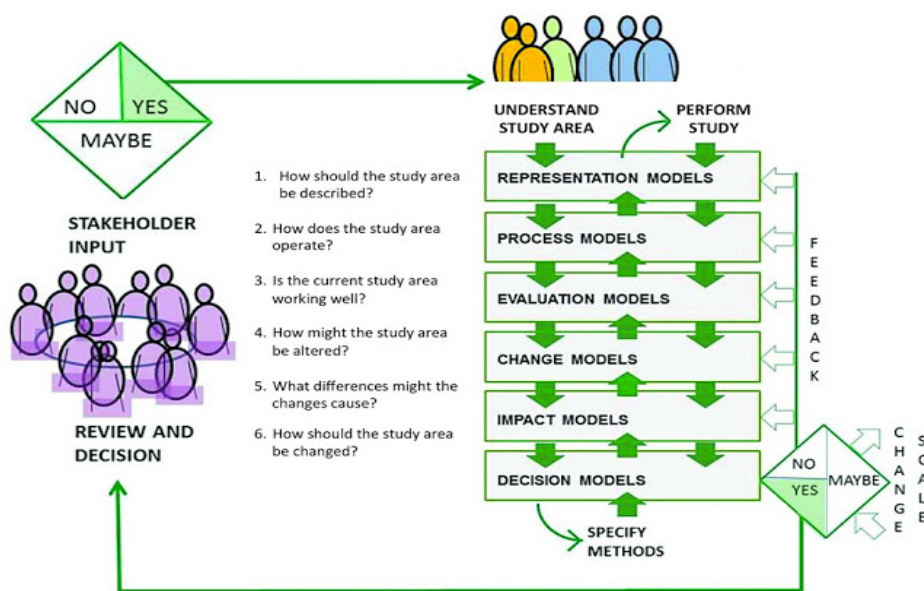 NO
YES
MAYBE
STAKEHOLDER
INPUT
REVIEW AND
DECISION
1. How should the study area
be described?
2. How does the study area
operate?
3. Is the current study area
working well?
4. How might the study area
be altered?
5. What differences might the
changes cause?
6. How should the study area
be changed?
UNDERSTAND
STUDY AREA
PERFORM
STUDY
REPRESENTATION MODELS
PROCESS MODELS
EVALUATION MODELS
CHANGE MODELS
IMPACT MODELS
DECISION MODELS
SPECIFY
METHODS
FEEDBACK
NO
YES
MAYBE
CHANGE
SCALE